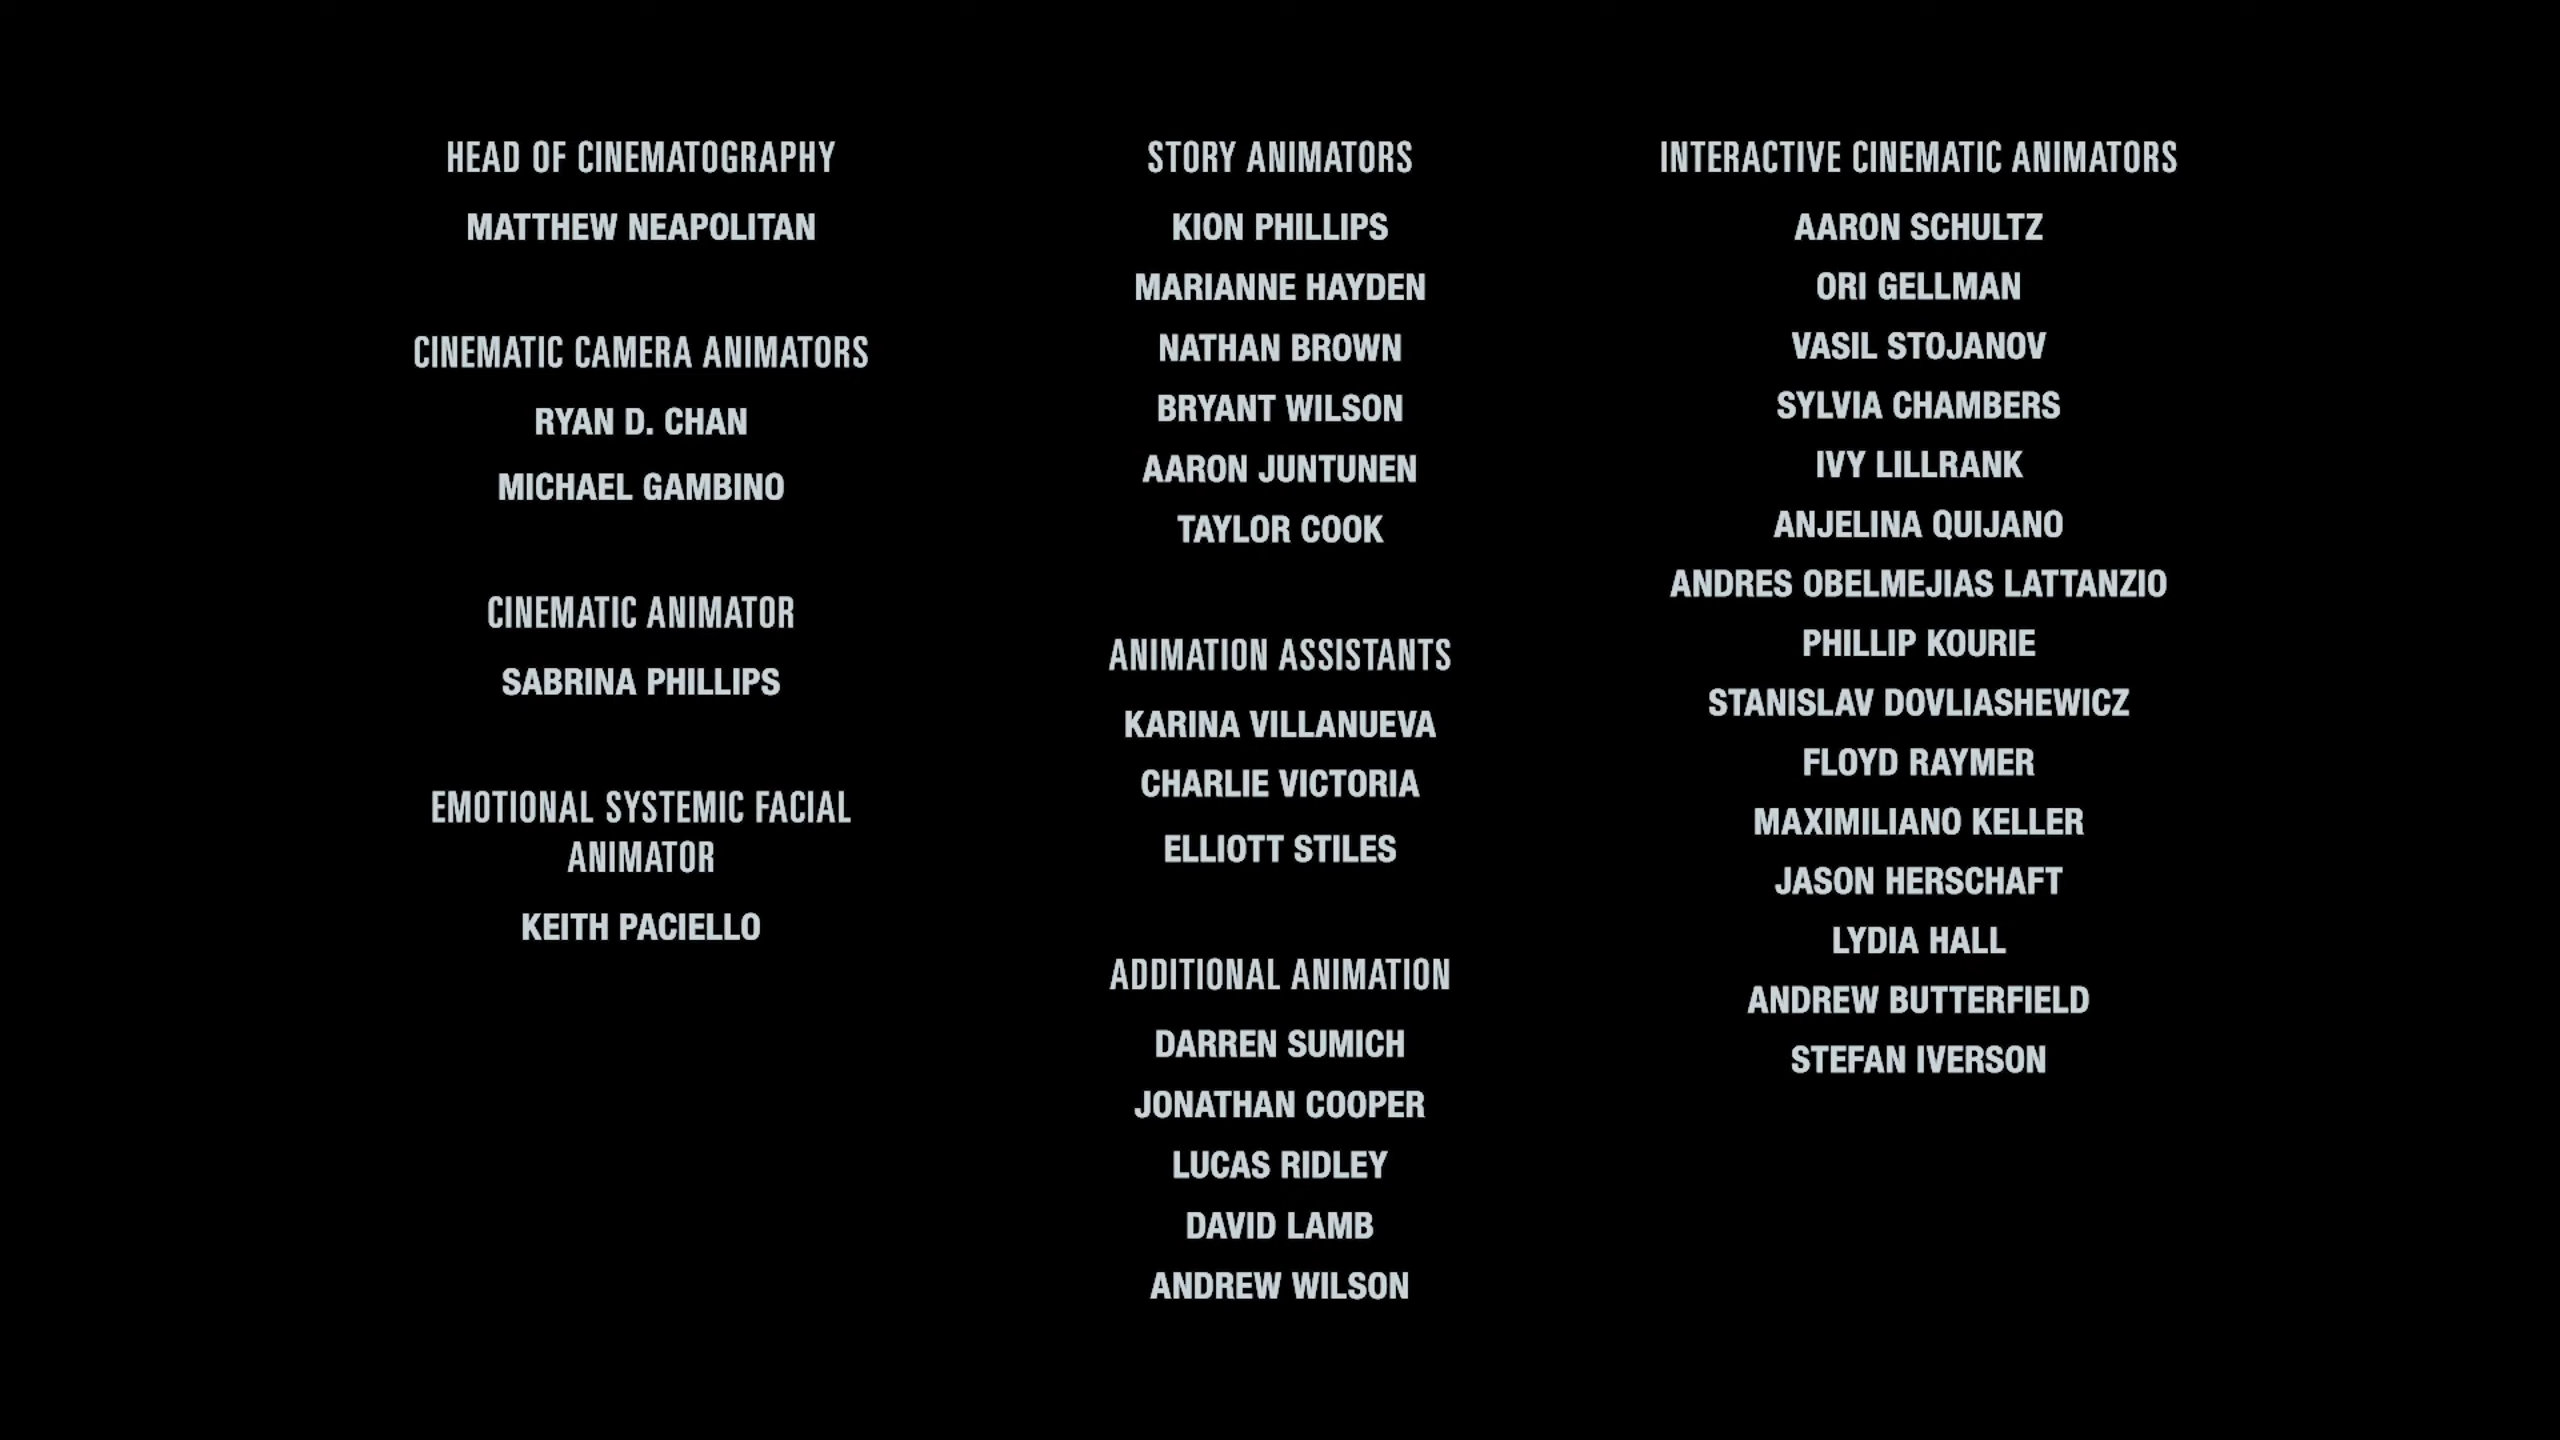 HEAD OF CINEMATOGRAPHY
MATTHEW NEAPOLITAN
CINEMATIC CAMERA ANIMATORS
RYAN D. CHAN
MICHAEL GAMBINO
CINEMATIC ANIMATOR
SABRINA PHILLIPS
EMOTIONAL SYSTEMIC FACIAL
ANIMATOR
KEITH PACIELLO
STORY ANIMATORS
KION PHILLIPS
MARIANNE HAYDEN
NATHAN BROWN
BRYANT WILSON
AARON JUNTUNEN
TAYLOR COOK
ANIMATION ASSISTANTS
KARINA VILLANUEVA
CHARLIE VICTORIA
ELLIOTT STILES
ADDITIONAL ANIMATION
DARREN SUMICH
JONATHAN COOPER
LUCAS RIDLEY
DAVID LAMB
ANDREW WILSON
INTERACTIVE CINEMATIC ANIMATORS
AARON SCHULTZ
ORI GELLMAN
VASIL STOJANOV
SYLVIA CHAMBERS
IVY LILLRANK
ANJELINA QUIJANO
ANDRES OBELMEJIAS LATTANZIO
PHILLIP KOURIE
STANISLAV DOVLIASHEWICZ
FLOYD RAYMER
MAXIMILIANO KELLER
JASON HERSCHAFT
LYDIA HALL
ANDREW BUTTERFIELD
STEFAN IVERSON